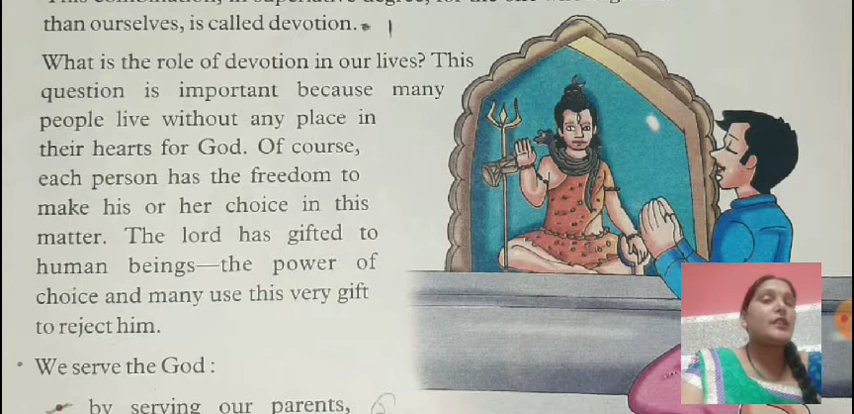 than ourselves, is called devotion.
What is the role of devotion in our lives? This
question is important because many
people live without any place in
their hearts for God. Of course,
each person has the freedom to
make his or her choice in this
matter. The lord has gifted to
human beings—the power of
choice and many use this very gift
to reject him.
• We serve the God :
by serving our parents,